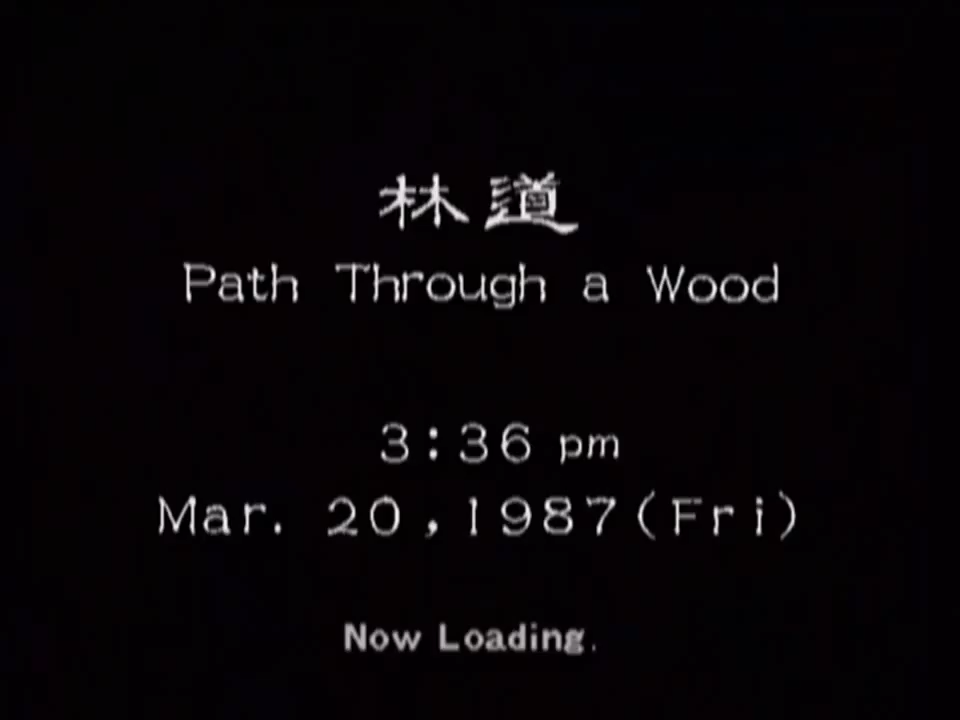 林道
Path Through a Wood
3:36 pm
Mar. 20,1987(Fri)
Now Loading.